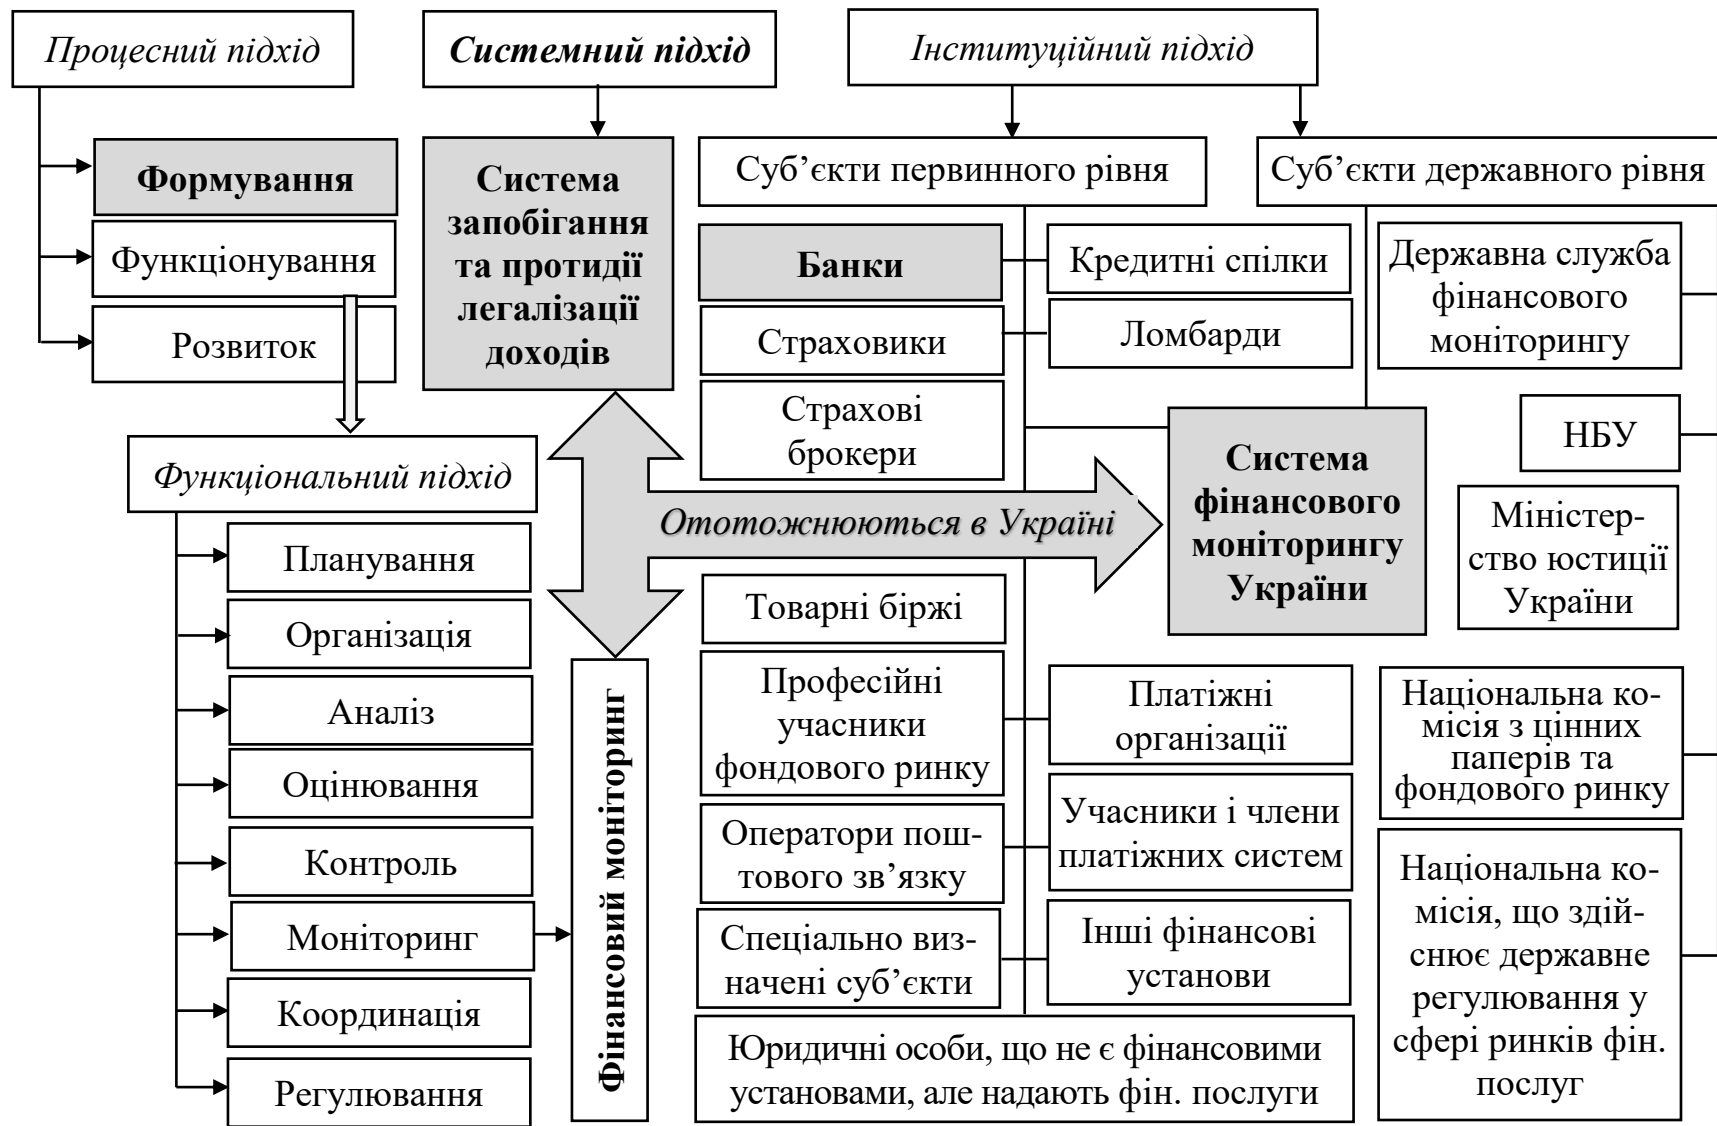 Процесний підхід
Системний підхід
Інституційний підхід
Формування
Функціонування
Розвиток
Система
запобігання
та протидії
легалізації
доходів
Суб’єкти первинного рівня
Суб’єкти державного рівня
Банки
Кредитні спілки
Страховики
Ломбарди
Страхові
брокери
Державна служба
фінансового
моніторингу
НБУ
Міністер-
ство юстиції
України
Функціональний підхід
Планування
Організація
Аналіз
Оцінювання
Контроль
Моніторинг
Координація
Регулювання
Фінансовий моніторинг
Ототожнюються в Україні
Система
фінансового
моніторингу
України
Товарні біржі
Професійні
учасники
фондового ринку
Платіжні
організації
Оператори пош-
тового зв’язку
Учасники і члени
платіжних систем
Спеціально виз-
начені суб’єкти
Інші фінансові
установи
Юридичні особи, що не є фінансовими
установами, але надають фін. послуги
Національна ко-
місія з цінних
паперів та
фондового ринку
Національна ко-
місія, що здій-
снює державне
регулювання у
сфері ринків фін.
послуг